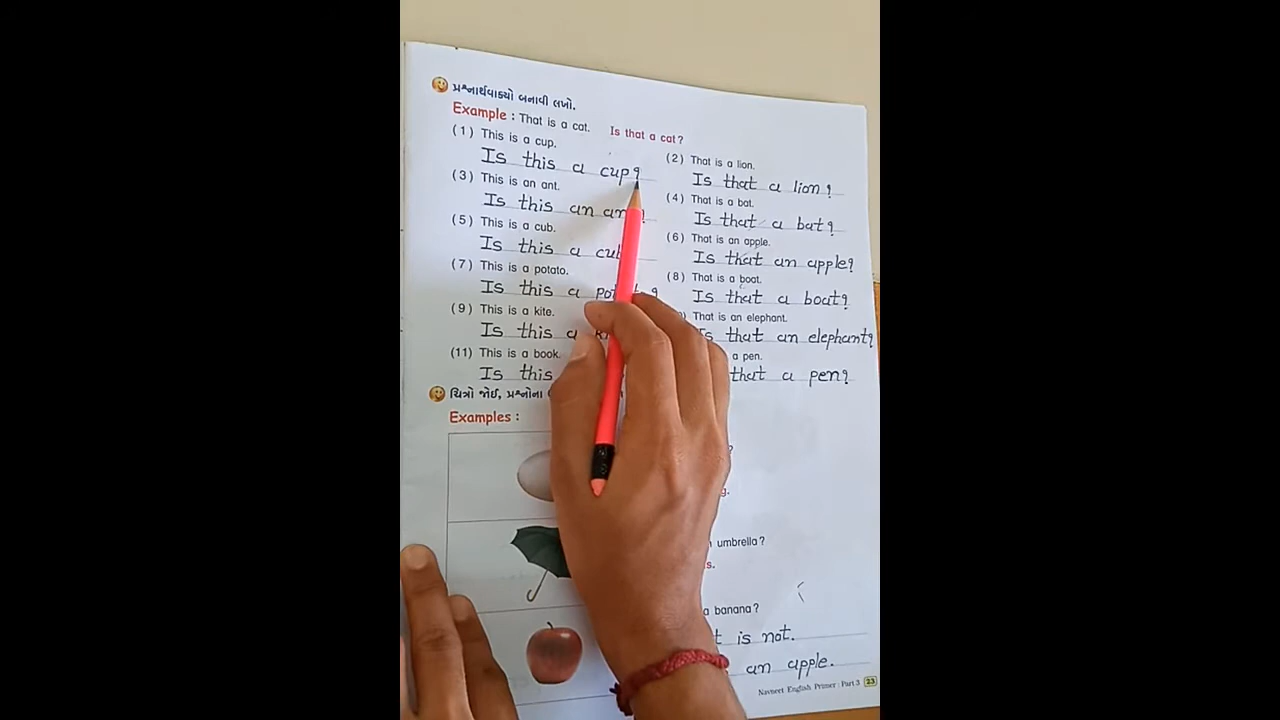 પ્રશ્નાર્થવાક્યો બનાવી લખો.
Example : That is a cat. Is that a cat?
(1) This is a cup.
Is this a cup?
(2) That is a lion.
Is that a lion?
(3) This is an ant.
Is this an an ?
(4) That is a bat.
Is that a bat?
(5) This is a cub.
Is this a cu
(6) That is an apple.
Is that an apple?
(7) This is a potato.
Is this a ?
(8) That is a boat.
Is that a boat?
(9) This is a kite.
Is this a
That is an elephant.
Is that an elephant?
(11) This is a book.
Is this
a pen.
that a pen?
ચિત્રો જોઈ, પ્રશ્નોના
Examples :
?
g.
umbrella?
s.
a banana?
is not.
an apple.
Navneet English Primer : Part 3 23